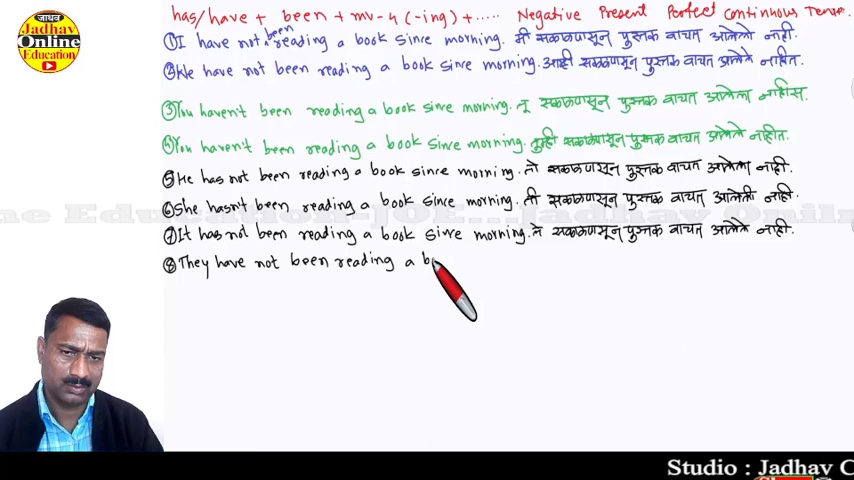 जाधव
Jadhav
Online
Education
has/have + been + mv-4 (-ing) + ..... Negative Present Perfect Continuous Tense.
① I have not been reading a book since morning. मी सकाळपासून पुस्तक वाचत आलेलो नाही.
② We have not been reading a book since morning. आम्ही सकाळपासून पुस्तक वाचत आलेलो नाहीत.
③ You haven't been reading a book since morning. तू सकाळपासून पुस्तक वाचत आलेला नाहीस.
④ You haven't been reading a book since morning. तुम्ही सकाळपासून पुस्तक वाचत आलेले नाहीत.
⑤ He has not been reading a book since morning. तो सकाळपासून पुस्तक वाचत आलेला नाही.
⑥ She hasn't been reading a book since morning. ती सकाळपासून पुस्तक वाचत आलेली नाही.
ne Education-JOE...Jadhav Onlin
⑦ It has not been reading a book since morning. ते सकाळपासून पुस्तक वाचत आलेले नाही.
⑧ They have not been reading a b
Studio : Jadhav C